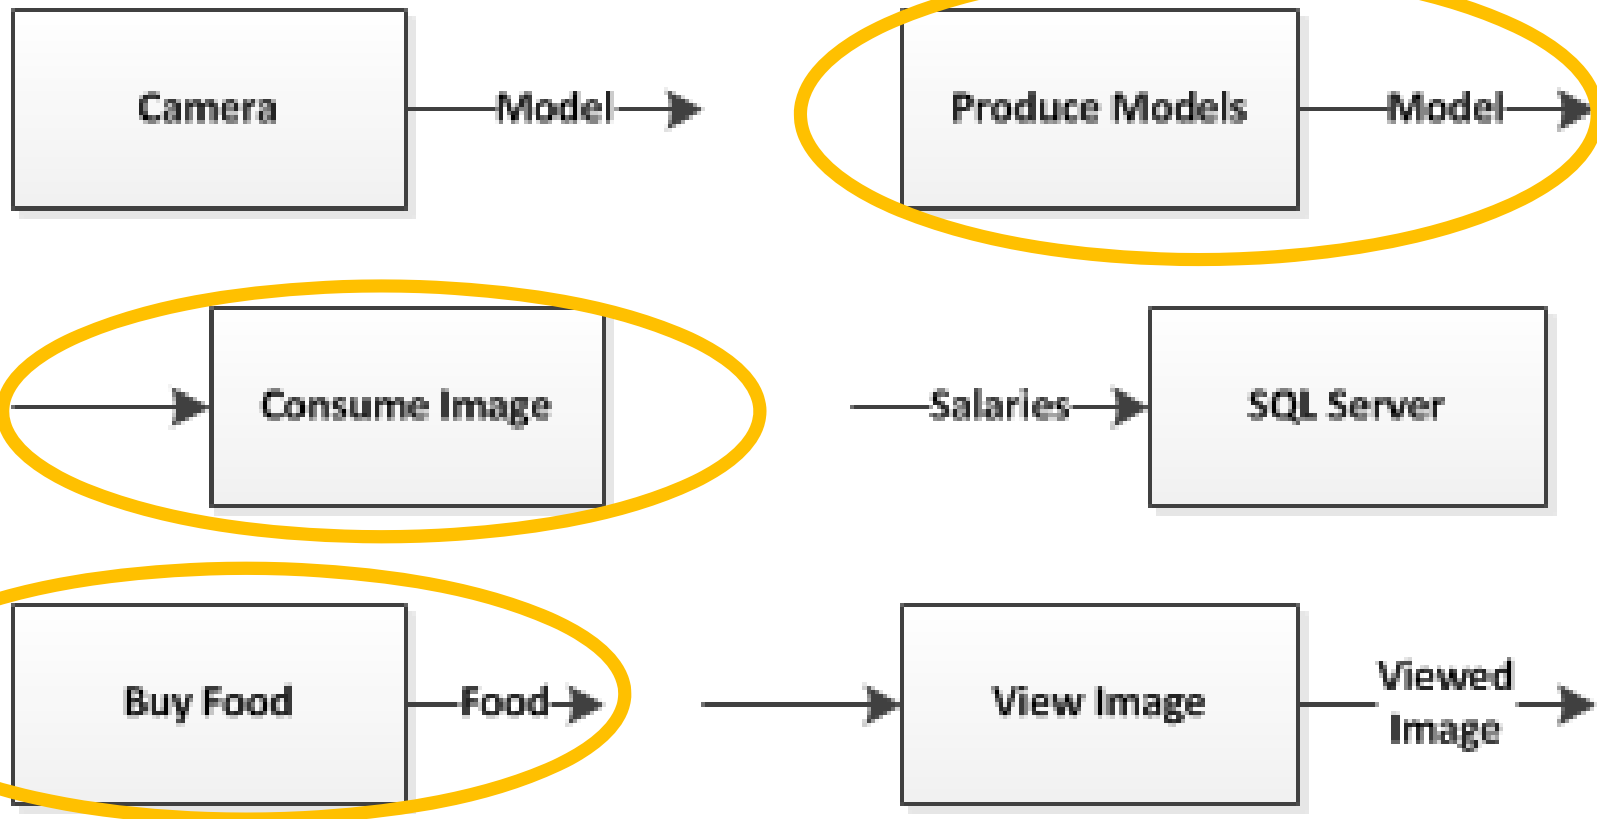 Camera
Model
Produce Models
Model
Consume Image
Salaries
SQL Server
Buy Food
Food
View Image
Viewed
Image